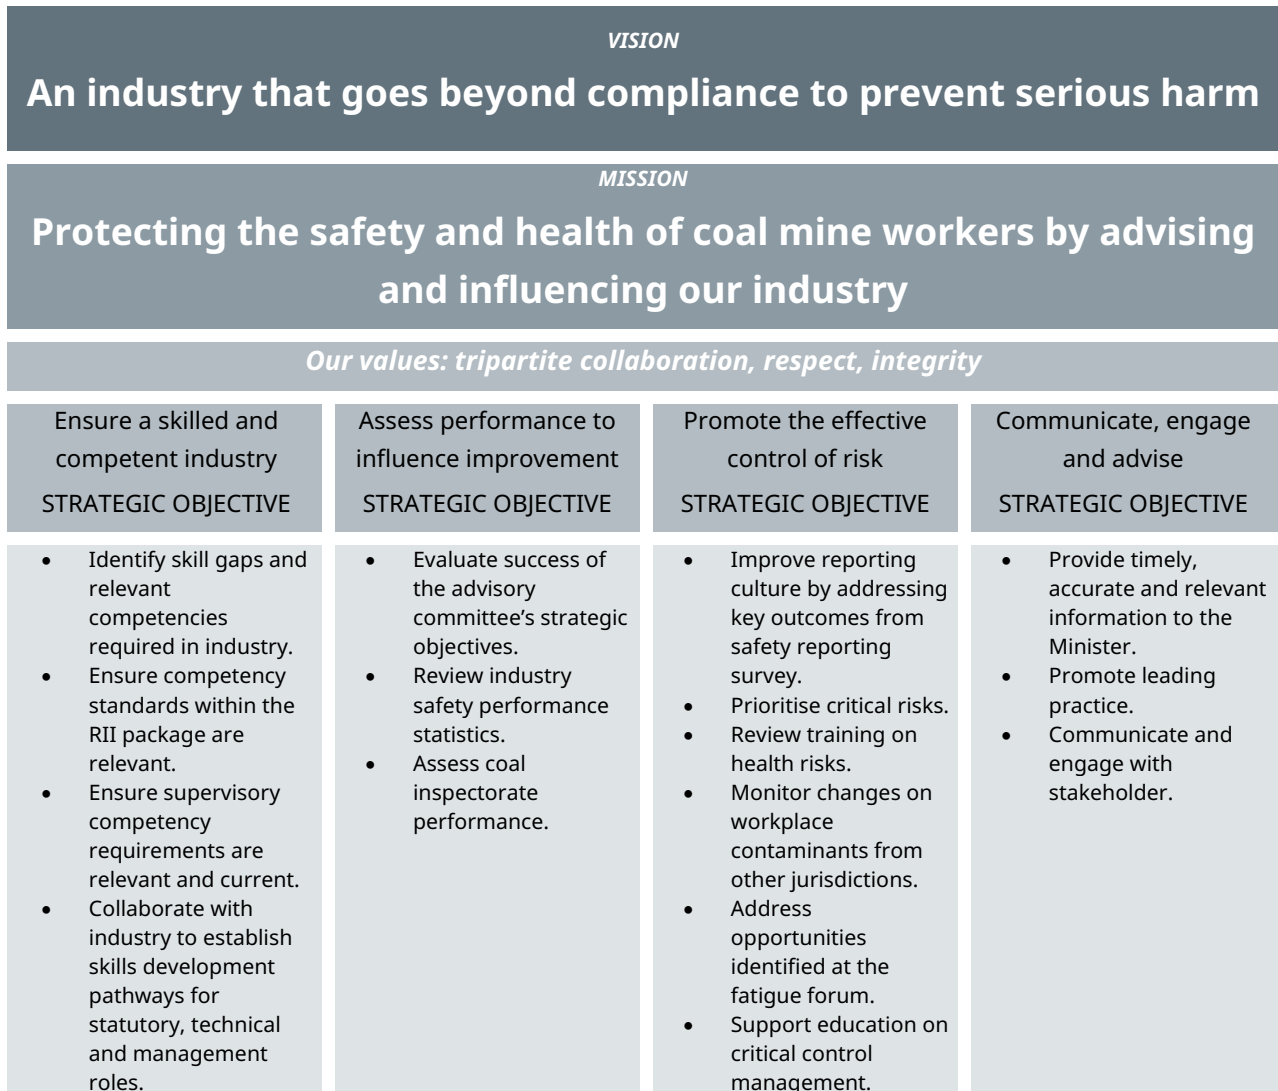 VISION
An industry that goes beyond compliance to prevent serious harm
MISSION
Protecting the safety and health of coal mine workers by advising
and influencing our industry
Our values: tripartite collaboration, respect, integrity
Ensure a skilled and
competent industry
STRATEGIC OBJECTIVE
• Identify skill gaps and
relevant
competencies
required in industry.
• Ensure competency
standards within the
RII package are
relevant.
• Ensure supervisory
competency
requirements are
relevant and current.
• Collaborate with
industry to establish
skills development
pathways for
statutory, technical
and management
roles.
Assess performance to
influence improvement
STRATEGIC OBJECTIVE
• Evaluate success of
the advisory
committee’s strategic
objectives.
• Review industry
safety performance
statistics.
• Assess coal
inspectorate
performance.
Promote the effective
control of risk
STRATEGIC OBJECTIVE
• Improve reporting
culture by addressing
key outcomes from
safety reporting
survey.
• Prioritise critical risks.
• Review training on
health risks.
• Monitor changes on
workplace
contaminants from
other jurisdictions.
• Address
opportunities
identified at the
fatigue forum.
• Support education on
critical control
management.
Communicate, engage
and advise
STRATEGIC OBJECTIVE
• Provide timely,
accurate and relevant
information to the
Minister.
• Promote leading
practice.
• Communicate and
engage with
stakeholder.